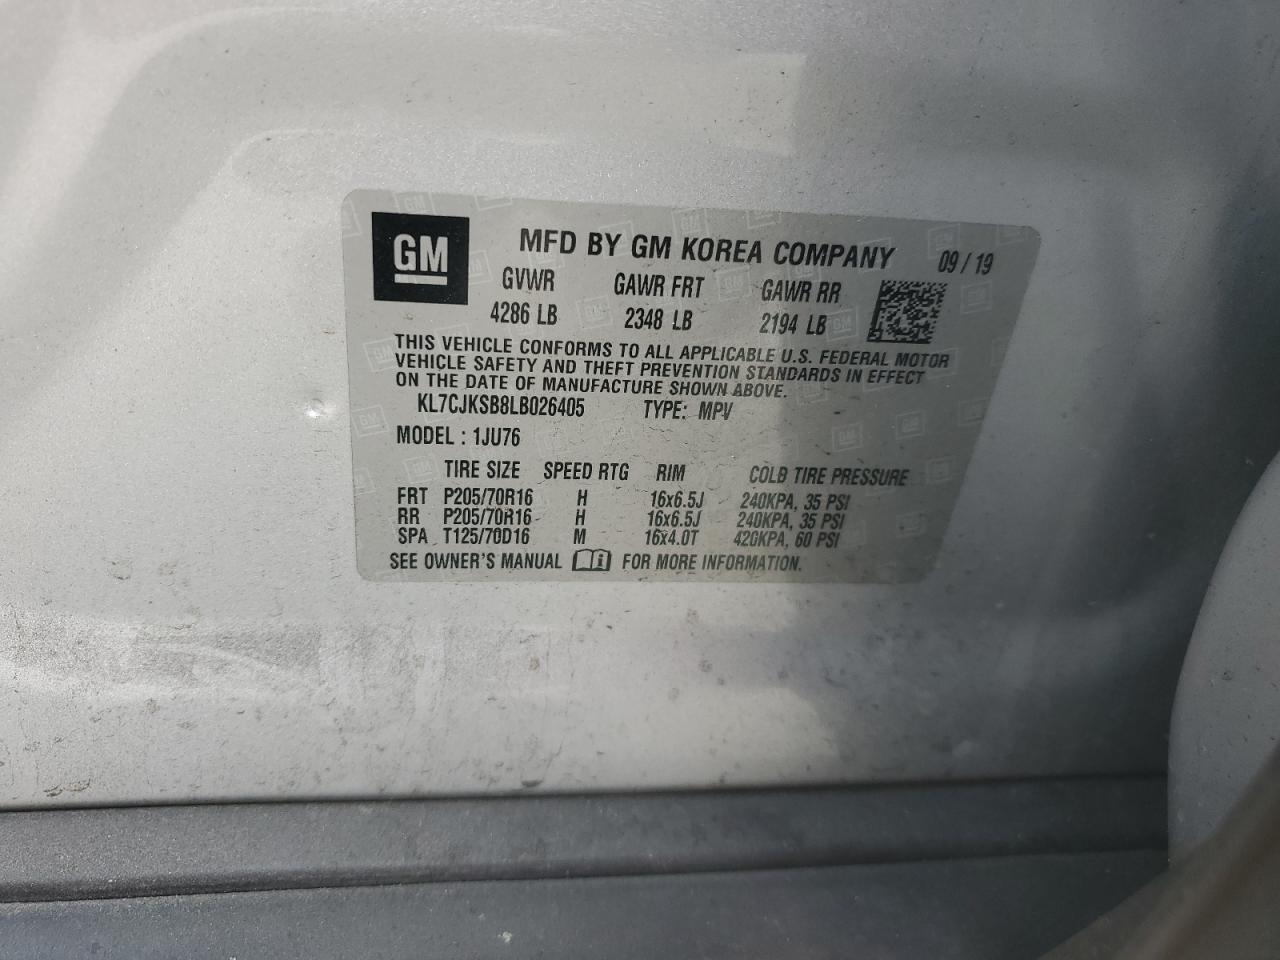 GM MFD BY GM KOREA COMPANY 09 / 19
GVWR GAWR FRT GAWR RR
4286 LB 2348 LB 2194 LB
THIS VEHICLE CONFORMS TO ALL APPLICABLE U.S. FEDERAL MOTOR
VEHICLE SAFETY AND THEFT PREVENTION STANDARDS IN EFFECT
ON THE DATE OF MANUFACTURE SHOWN ABOVE.
KL7CJKSB8LB026405 TYPE: MPV
MODEL : 1JU76
TIRE SIZE SPEED RTG RIM COLD TIRE PRESSURE
FRT P205/70R16 H 16x6.5J 240KPA, 35 PSI
RR P205/70R16 H 16x6.5J 240KPA, 35 PSI
SPA T125/70D16 M 16x4.0T 420KPA, 60 PSI
SEE OWNER'S MANUAL i FOR MORE INFORMATION.